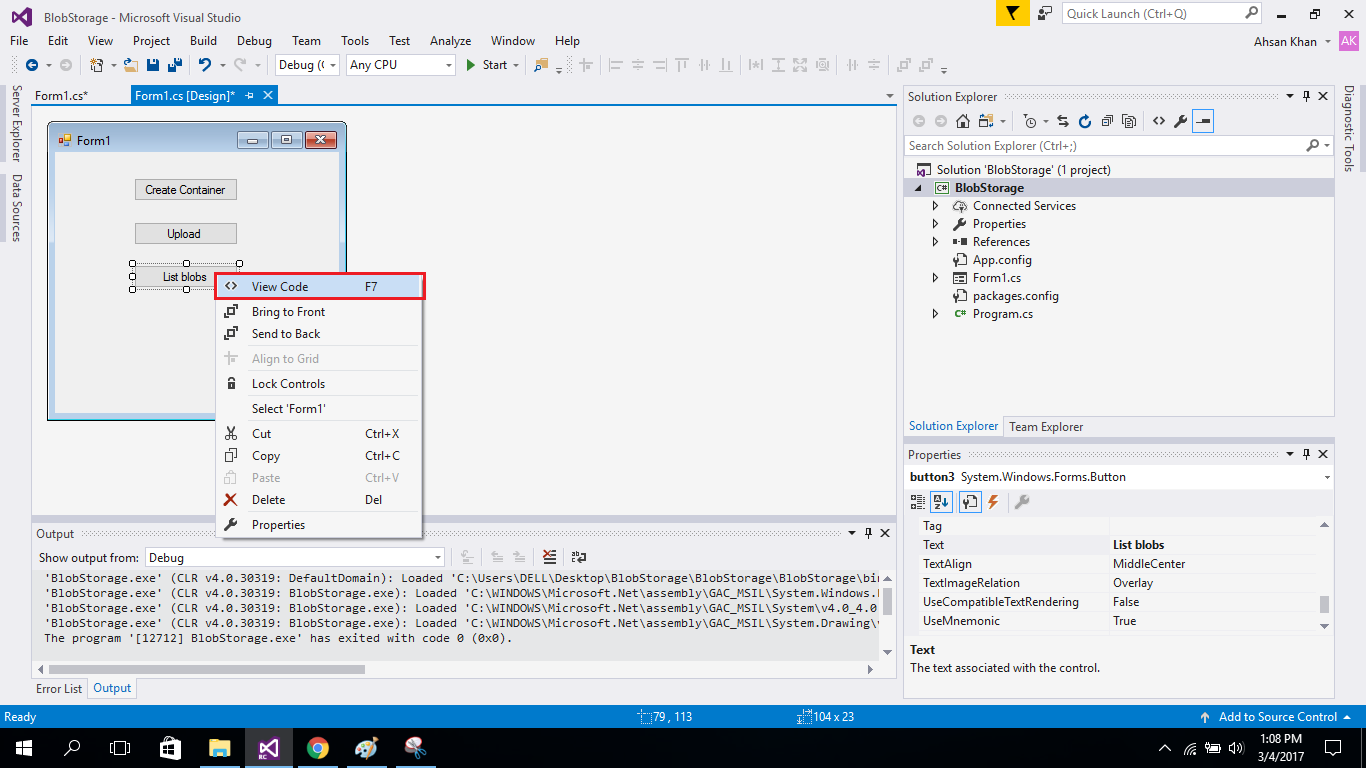 BlobStorage - Microsoft Visual Studio
Quick Launch (Ctrl+Q)
File Edit View Project Build Debug Team Tools Test Analyze Window Help
Ahsan Khan AK
Debug (
Any CPU
Start
Server Explorer
Data Sources
Form1.cs*
Form1.cs [Design]*
Form1
Create Container
Upload
List blobs
View Code F7
Bring to Front
Send to Back
Align to Grid
Lock Controls
Select 'Form1'
Cut Ctrl+X
Copy Ctrl+C
Paste Ctrl+V
Delete Del
Properties
Solution Explorer
Search Solution Explorer (Ctrl+;)
Solution 'BlobStorage' (1 project)
C# BlobStorage
Connected Services
Properties
References
App.config
Form1.cs
packages.config
C# Program.cs
Solution Explorer Team Explorer
Diagnostic Tools
Properties
button3 System.Windows.Forms.Button
Tag
Text List blobs
TextAlign MiddleCenter
TextImageRelation Overlay
UseCompatibleTextRendering False
UseMnemonic True
Text
The text associated with the control.
Output
Show output from: Debug
'BlobStorage.exe' (CLR v4.0.30319: DefaultDomain): Loaded 'C:\Users\DELL\Desktop\BlobStorage\BlobStorage\BlobStorage\bin
'BlobStorage.exe' (CLR v4.0.30319: BlobStorage.exe): Loaded 'C:\WINDOWS\Microsoft.Net\assembly\GAC_MSIL\System.Windows.
'BlobStorage.exe' (CLR v4.0.30319: BlobStorage.exe): Loaded 'C:\WINDOWS\Microsoft.Net\assembly\GAC_MSIL\System\v4.0_4.0
'BlobStorage.exe' (CLR v4.0.30319: BlobStorage.exe): Loaded 'C:\WINDOWS\Microsoft.Net\assembly\GAC_MSIL\System.Drawing\
The program '[12712] BlobStorage.exe' has exited with code 0 (0x0).
Error List Output
Ready
79 , 113
104 x 23
Add to Source Control
RC
1:08 PM
3/4/2017